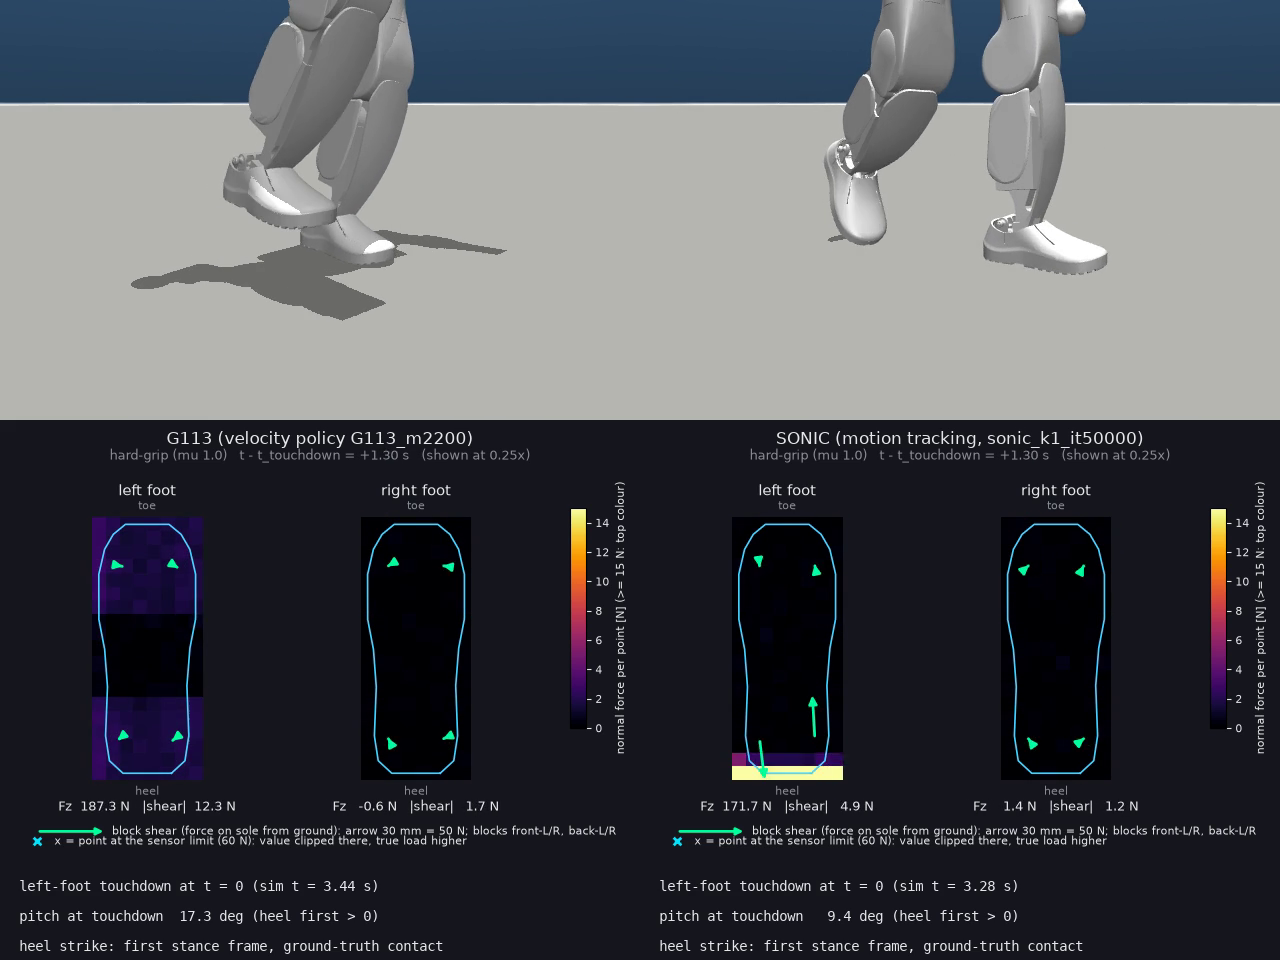 G113 (velocity policy G113_m2200)
hard-grip (mu 1.0)   t - t_touchdown = +1.30 s   (shown at 0.25x)
left foot
right foot
toe
toe
14
12
10
8
6
4
2
0
normal force per point [N] (>= 15 N: top colour)
heel
heel
Fz  187.3 N   |shear|  12.3 N
Fz   -0.6 N   |shear|   1.7 N
block shear (force on sole from ground): arrow 30 mm = 50 N; blocks front-L/R, back-L/R
x = point at the sensor limit (60 N): value clipped there, true load higher
left-foot touchdown at t = 0 (sim t = 3.44 s)
pitch at touchdown  17.3 deg (heel first > 0)
heel strike: first stance frame, ground-truth contact
SONIC (motion tracking, sonic_k1_it50000)
hard-grip (mu 1.0)   t - t_touchdown = +1.30 s   (shown at 0.25x)
left foot
right foot
toe
toe
14
12
10
8
6
4
2
0
normal force per point [N] (>= 15 N: top colour)
heel
heel
Fz  171.7 N   |shear|   4.9 N
Fz    1.4 N   |shear|   1.2 N
block shear (force on sole from ground): arrow 30 mm = 50 N; blocks front-L/R, back-L/R
x = point at the sensor limit (60 N): value clipped there, true load higher
left-foot touchdown at t = 0 (sim t = 3.28 s)
pitch at touchdown   9.4 deg (heel first > 0)
heel strike: first stance frame, ground-truth contact